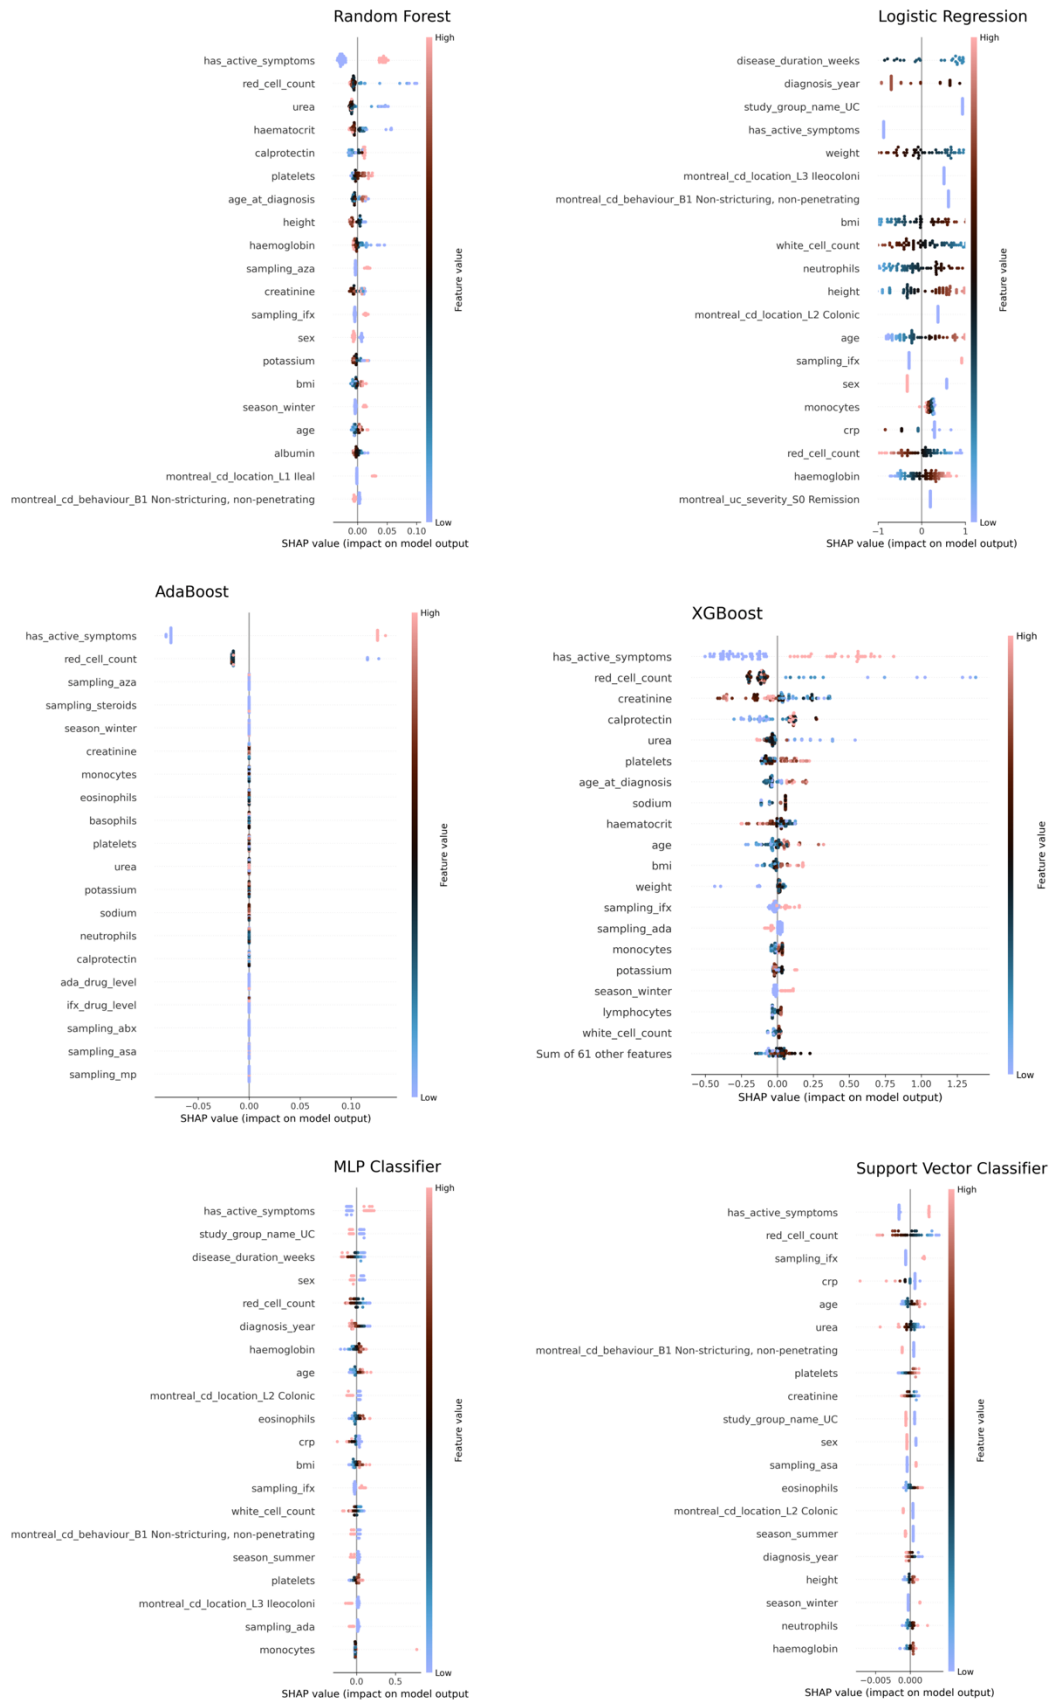 Random Forest
High
has_active_symptoms
red_cell_count
urea
haematocrit
calprotectin
platelets
age_at_diagnosis
height
haemoglobin
sampling_aza
creatinine
sampling_ifx
sex
potassium
bmi
season_winter
age
albumin
montreal_cd_location_L1 Ileal
montreal_cd_behaviour_B1 Non-stricturing, non-penetrating
Feature value
Low
0.00 0.05 0.10
SHAP value (impact on model output
Logistic Regression
High
disease_duration_weeks
diagnosis_year
study_group_name_UC
has_active_symptoms
weight
montreal_cd_location_L3 Ileocoloni
montreal_cd_behaviour_B1 Non-stricturing, non-penetrating
bmi
white_cell_count
neutrophils
height
montreal_cd_location_L2 Colonic
age
sampling_ifx
sex
monocytes
crp
red_cell_count
haemoglobin
montreal_uc_severity_S0 Remission
Feature value
Low
−1 0 1
SHAP value (impact on model output)
AdaBoost
High
has_active_symptoms
red_cell_count
sampling_aza
sampling_steroids
season_winter
creatinine
monocytes
eosinophils
basophils
platelets
urea
potassium
sodium
neutrophils
calprotectin
ada_drug_level
ifx_drug_level
sampling_abx
sampling_asa
sampling_mp
Feature value
Low
−0.05 0.00 0.05 0.10
SHAP value (impact on model output)
XGBoost
High
has_active_symptoms
red_cell_count
creatinine
calprotectin
urea
platelets
age_at_diagnosis
sodium
haematocrit
age
bmi
weight
sampling_ifx
sampling_ada
monocytes
potassium
season_winter
lymphocytes
white_cell_count
Sum of 61 other features
Feature value
Low
−0.50 −0.25 0.00 0.25 0.50 0.75 1.00 1.25
SHAP value (impact on model output)
MLP Classifier
High
has_active_symptoms
study_group_name_UC
disease_duration_weeks
sex
red_cell_count
diagnosis_year
haemoglobin
age
montreal_cd_location_L2 Colonic
eosinophils
crp
bmi
sampling_ifx
white_cell_count
montreal_cd_behaviour_B1 Non-stricturing, non-penetrating
season_summer
platelets
montreal_cd_location_L3 Ileocoloni
sampling_ada
monocytes
Feature value
Low
0.0 0.5
SHAP value (impact on model output
Support Vector Classifier
High
has_active_symptoms
red_cell_count
sampling_ifx
crp
age
urea
montreal_cd_behaviour_B1 Non-stricturing, non-penetrating
platelets
creatinine
study_group_name_UC
sex
sampling_asa
eosinophils
montreal_cd_location_L2 Colonic
season_summer
diagnosis_year
height
season_winter
neutrophils
haemoglobin
Feature value
Low
−0.005 0.000
SHAP value (impact on model output)